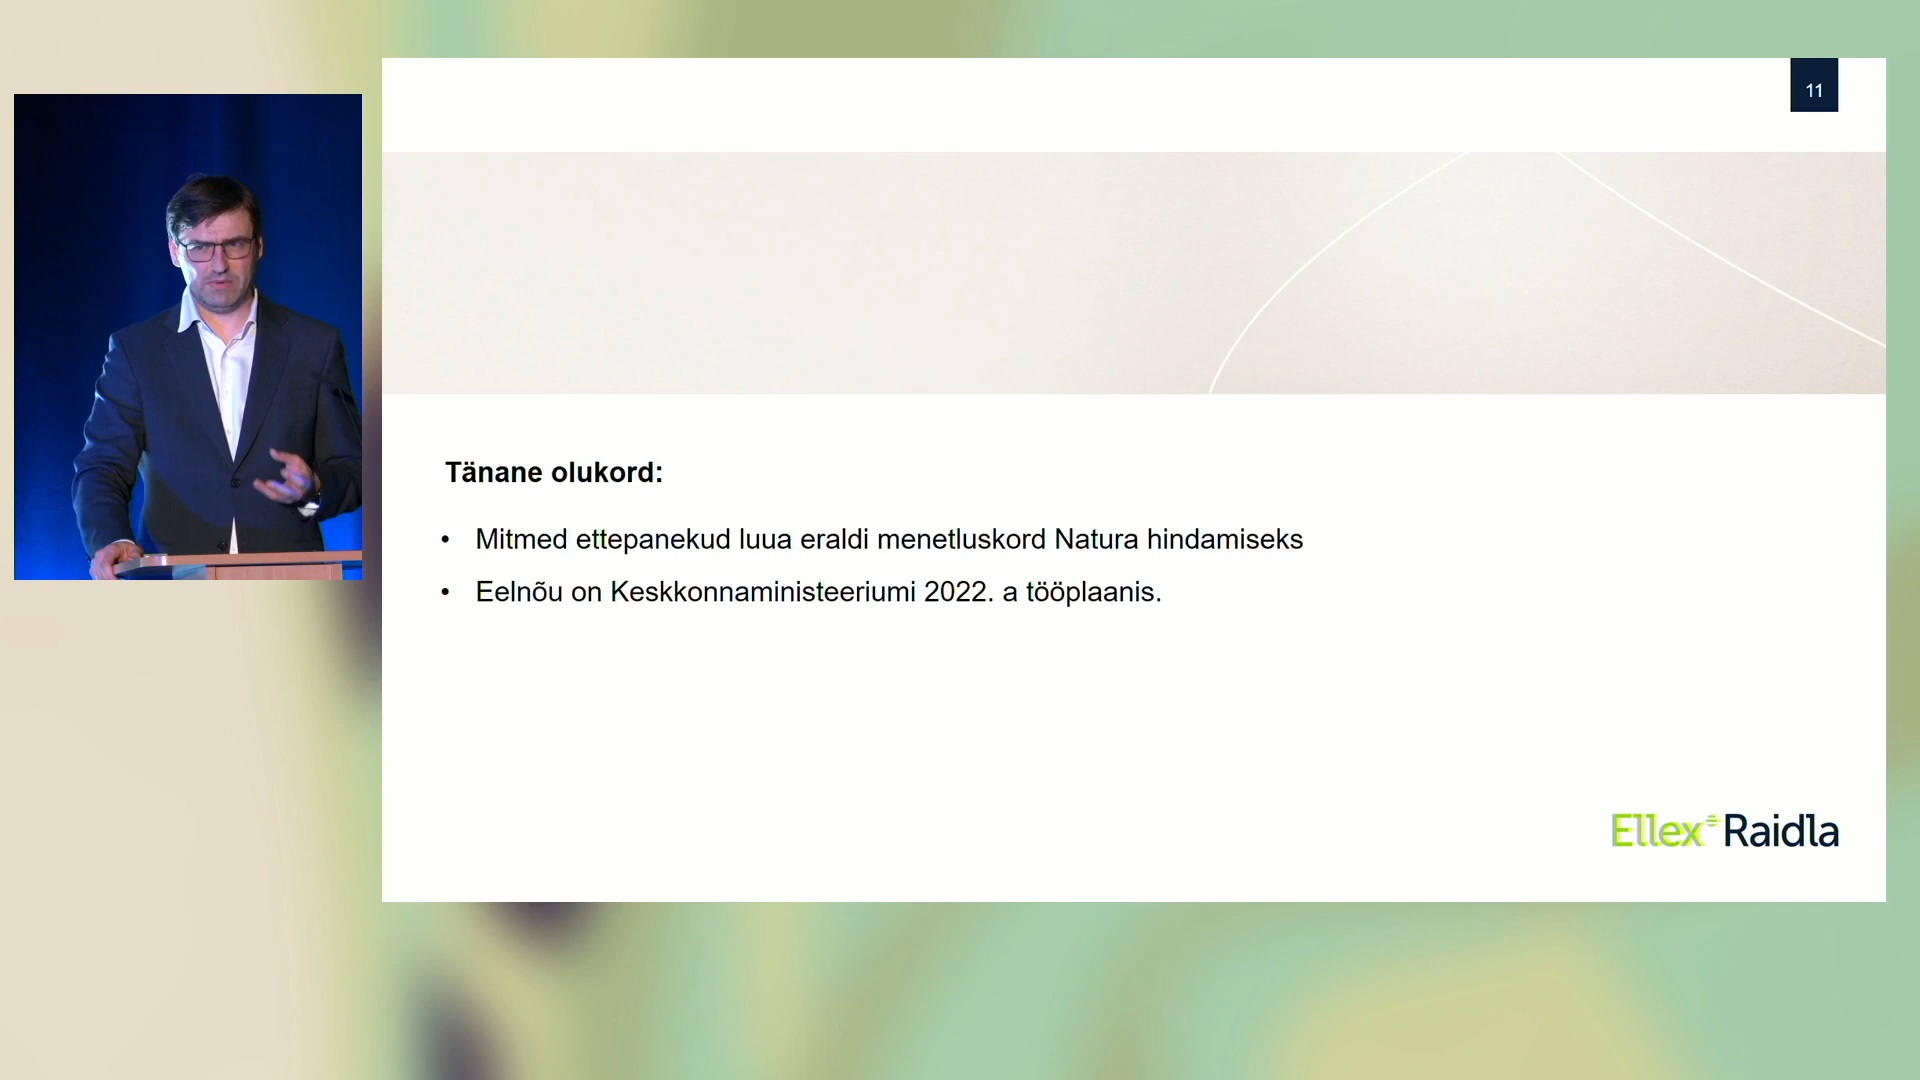 11
Tänane olukord:
• Mitmed ettepanekud luua eraldi menetluskord Natura hindamiseks
• Eelnõu on Keskkonnaministeeriumi 2022. a tööplaanis.
Ellex Raidla